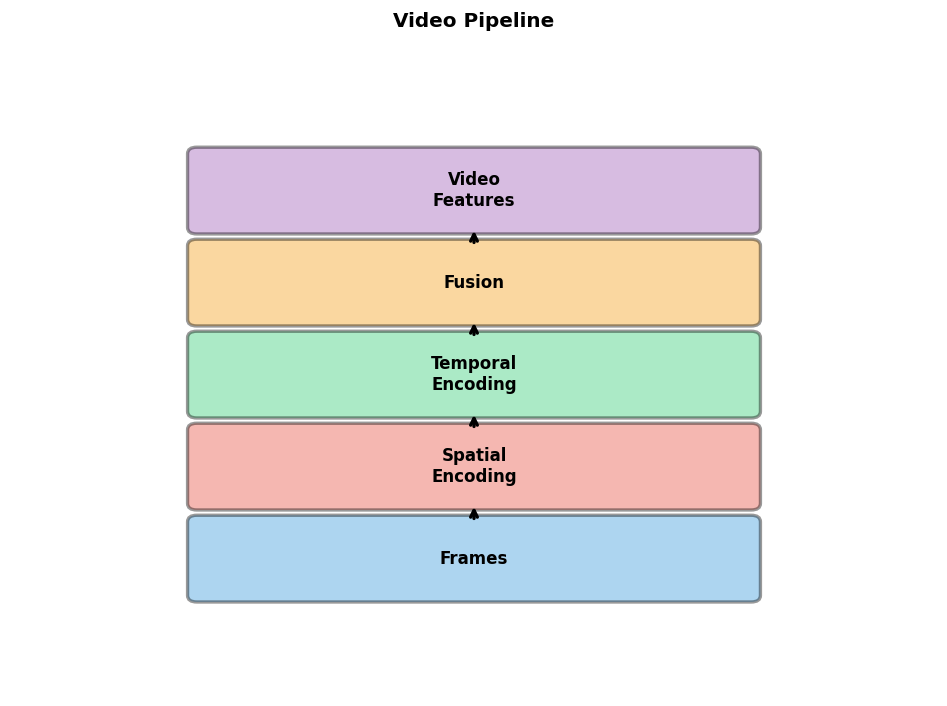 Video Pipeline
Video
Features
Fusion
Temporal
Encoding
Spatial
Encoding
Frames